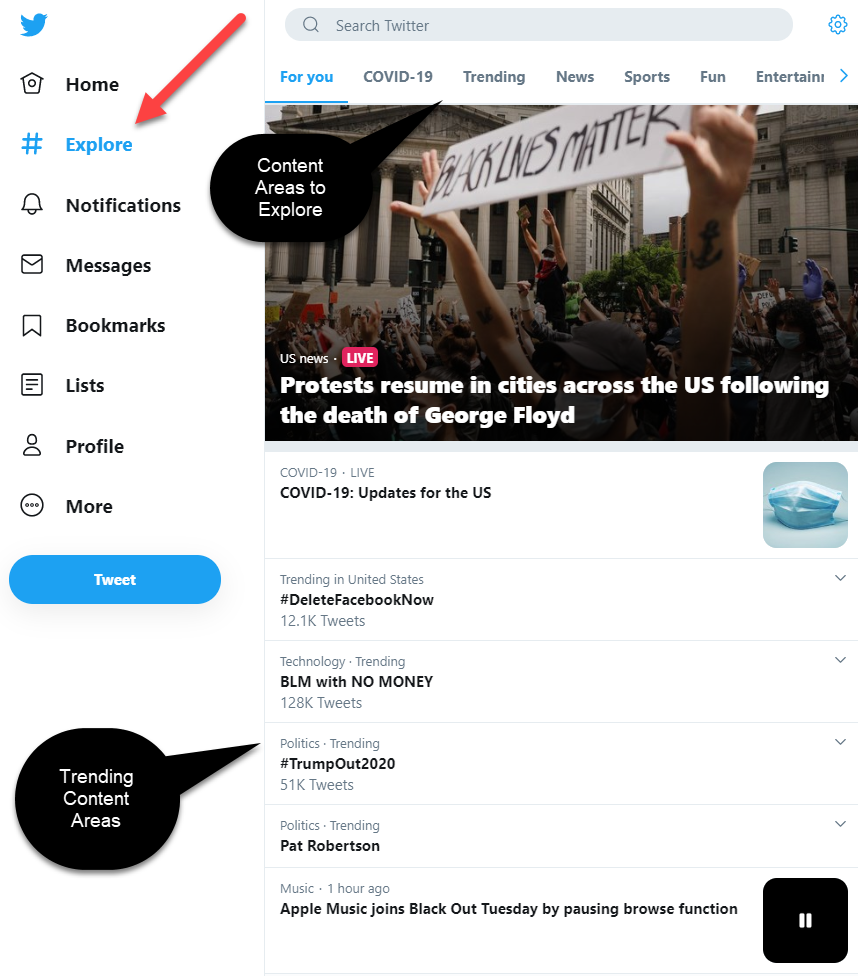 Search Twitter
Home
Explore
Notifications
Messages
Bookmarks
Lists
Profile
More
Tweet
For you COVID-19 Trending News Sports Fun Entertainn
Content
Areas to
Explore
BLACK LIVES MATTER
US news · LIVE
Protests resume in cities across the US following
the death of George Floyd
COVID-19 · LIVE
COVID-19: Updates for the US
Trending in United States
#DeleteFacebookNow
12.1K Tweets
Technology · Trending
BLM with NO MONEY
128K Tweets
Trending
Content
Areas
Politics · Trending
#TrumpOut2020
51K Tweets
Politics · Trending
Pat Robertson
Music · 1 hour ago
Apple Music joins Black Out Tuesday by pausing browse function